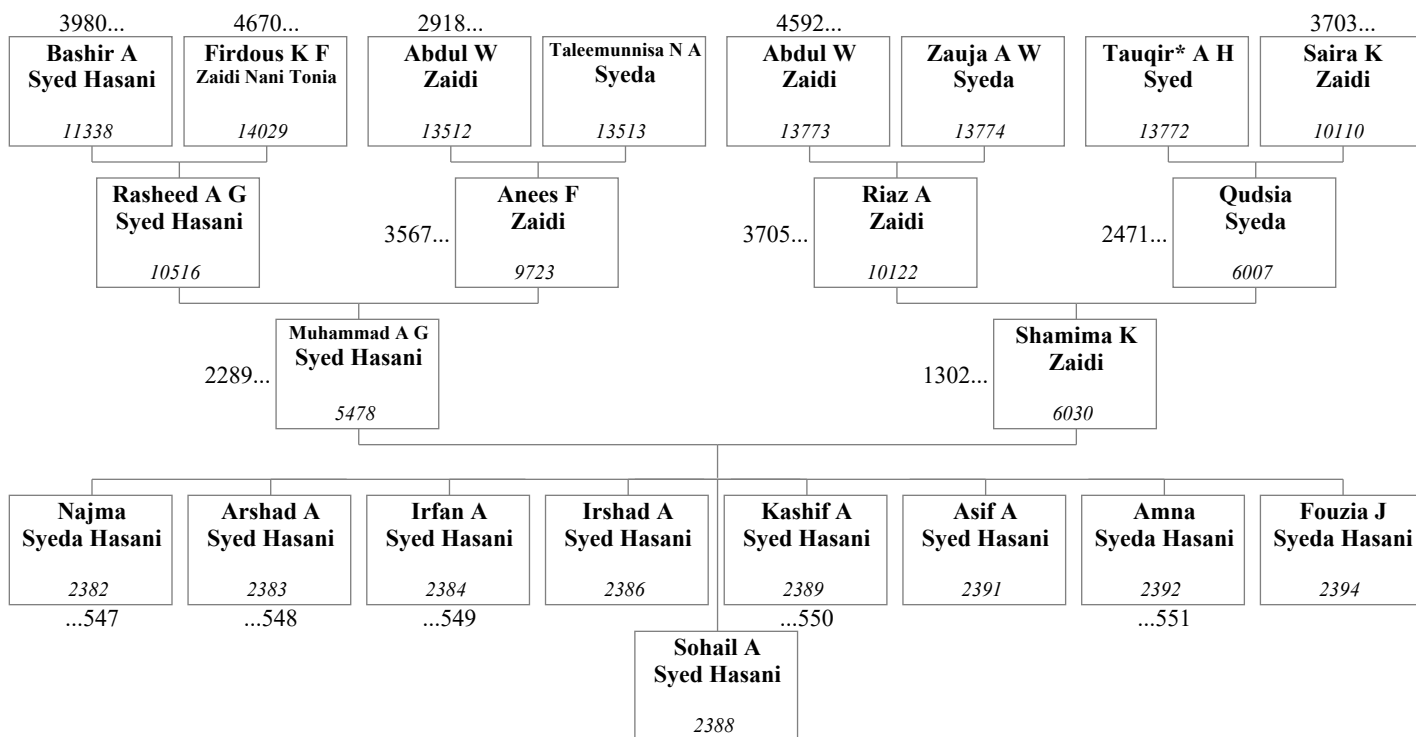 3980...
4670...
2918...
4592...
3703...
Bashir A
Syed Hasani
11338
Firdous K F
Zaidi Nani Tonia
14029
Abdul W
Zaidi
13512
Taleemunnisa N A
Syeda
13513
Abdul W
Zaidi
13773
Zauja A W
Syeda
13774
Tauqir* A H
Syed
13772
Saira K
Zaidi
10110
Rasheed A G
Syed Hasani
10516
3567...
Anees F
Zaidi
9723
3705...
Riaz A
Zaidi
10122
2471...
Qudsia
Syeda
6007
2289...
Muhammad A G
Syed Hasani
5478
1302...
Shamima K
Zaidi
6030
Najma
Syeda Hasani
2382
...547
Arshad A
Syed Hasani
2383
...548
Irfan A
Syed Hasani
2384
...549
Irshad A
Syed Hasani
2386
Kashif A
Syed Hasani
2389
...550
Asif A
Syed Hasani
2391
Amna
Syeda Hasani
2392
...551
Fouzia J
Syeda Hasani
2394
Sohail A
Syed Hasani
2388